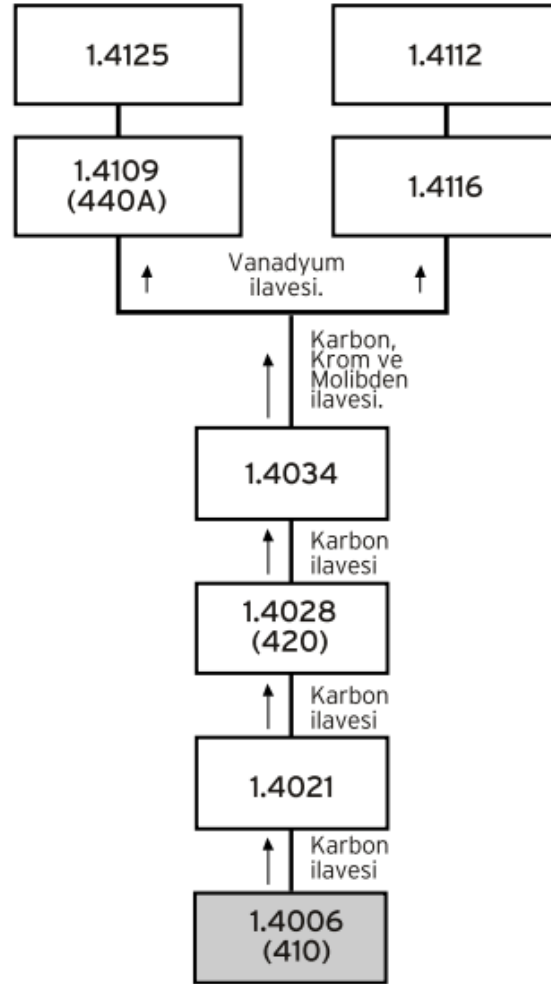 1.4125
1.4112
1.4109
(440A)
1.4116
Vanadyum
ilavesi.
Karbon,
Krom ve
Molibden
ilavesi.
1.4034
Karbon
ilavesi
1.4028
(420)
Karbon
ilavesi
1.4021
Karbon
ilavesi
1.4006
(410)